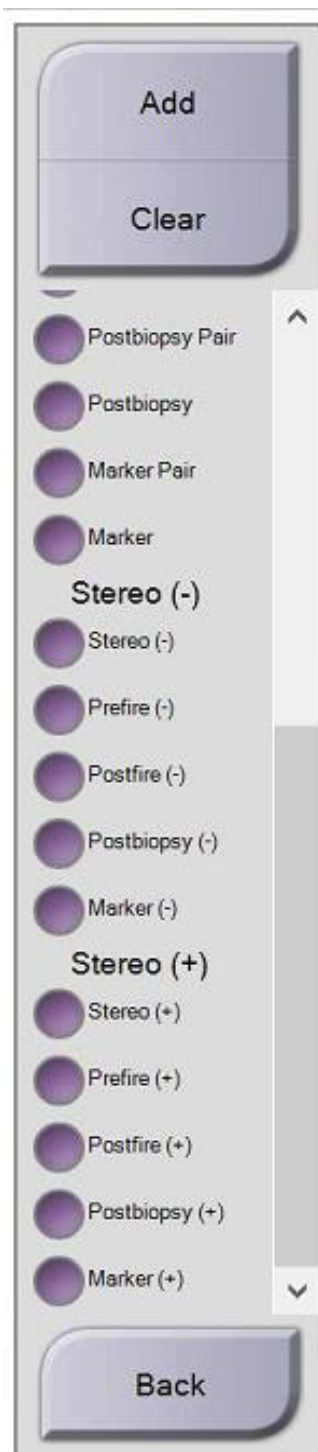 Add
Clear
Postbiopsy Pair
Postbiopsy
Marker Pair
Marker
Stereo (-)
Stereo (-)
Prefire (-)
Postfire (-)
Postbiopsy (-)
Marker (-)
Stereo (+)
Stereo (+)
Prefire (+)
Postfire (+)
Postbiopsy (+)
Marker (+)
Back